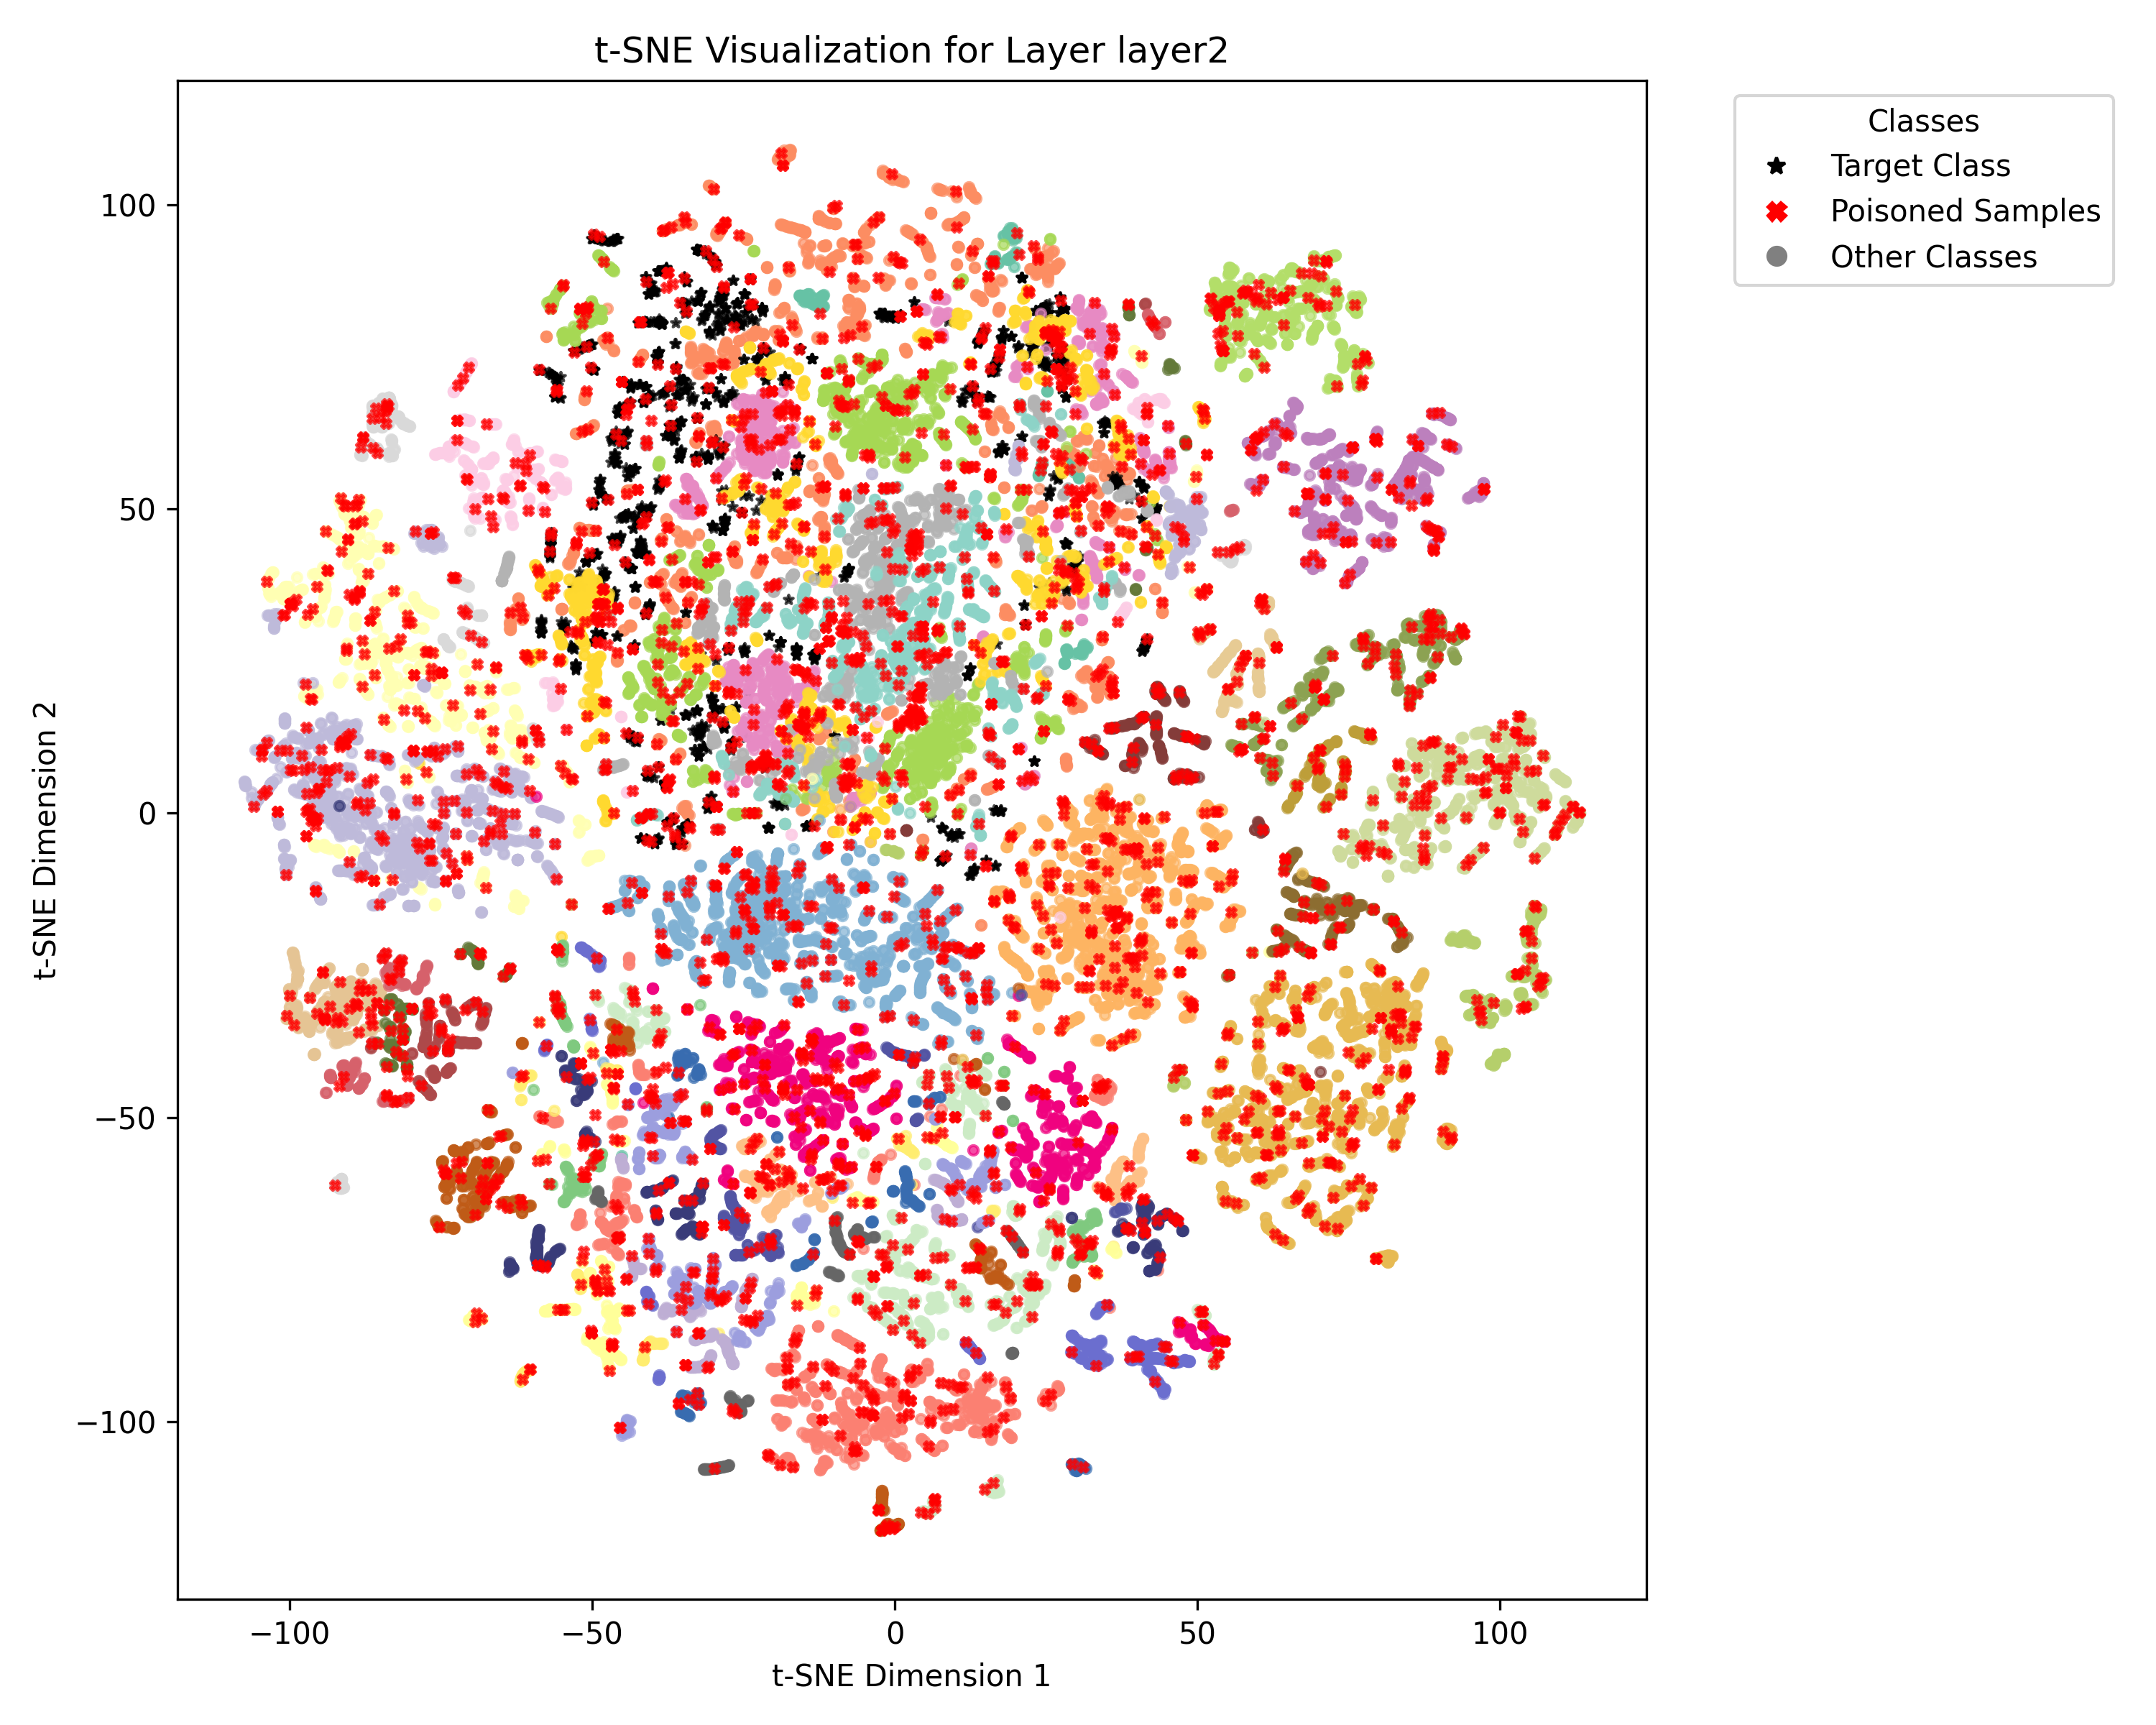 t-SNE Visualization for Layer layer2
Classes
Target Class
Poisoned Samples
Other Classes
100
50
0
−50
−100
t-SNE Dimension 2
−100
−50
0
50
100
t-SNE Dimension 1